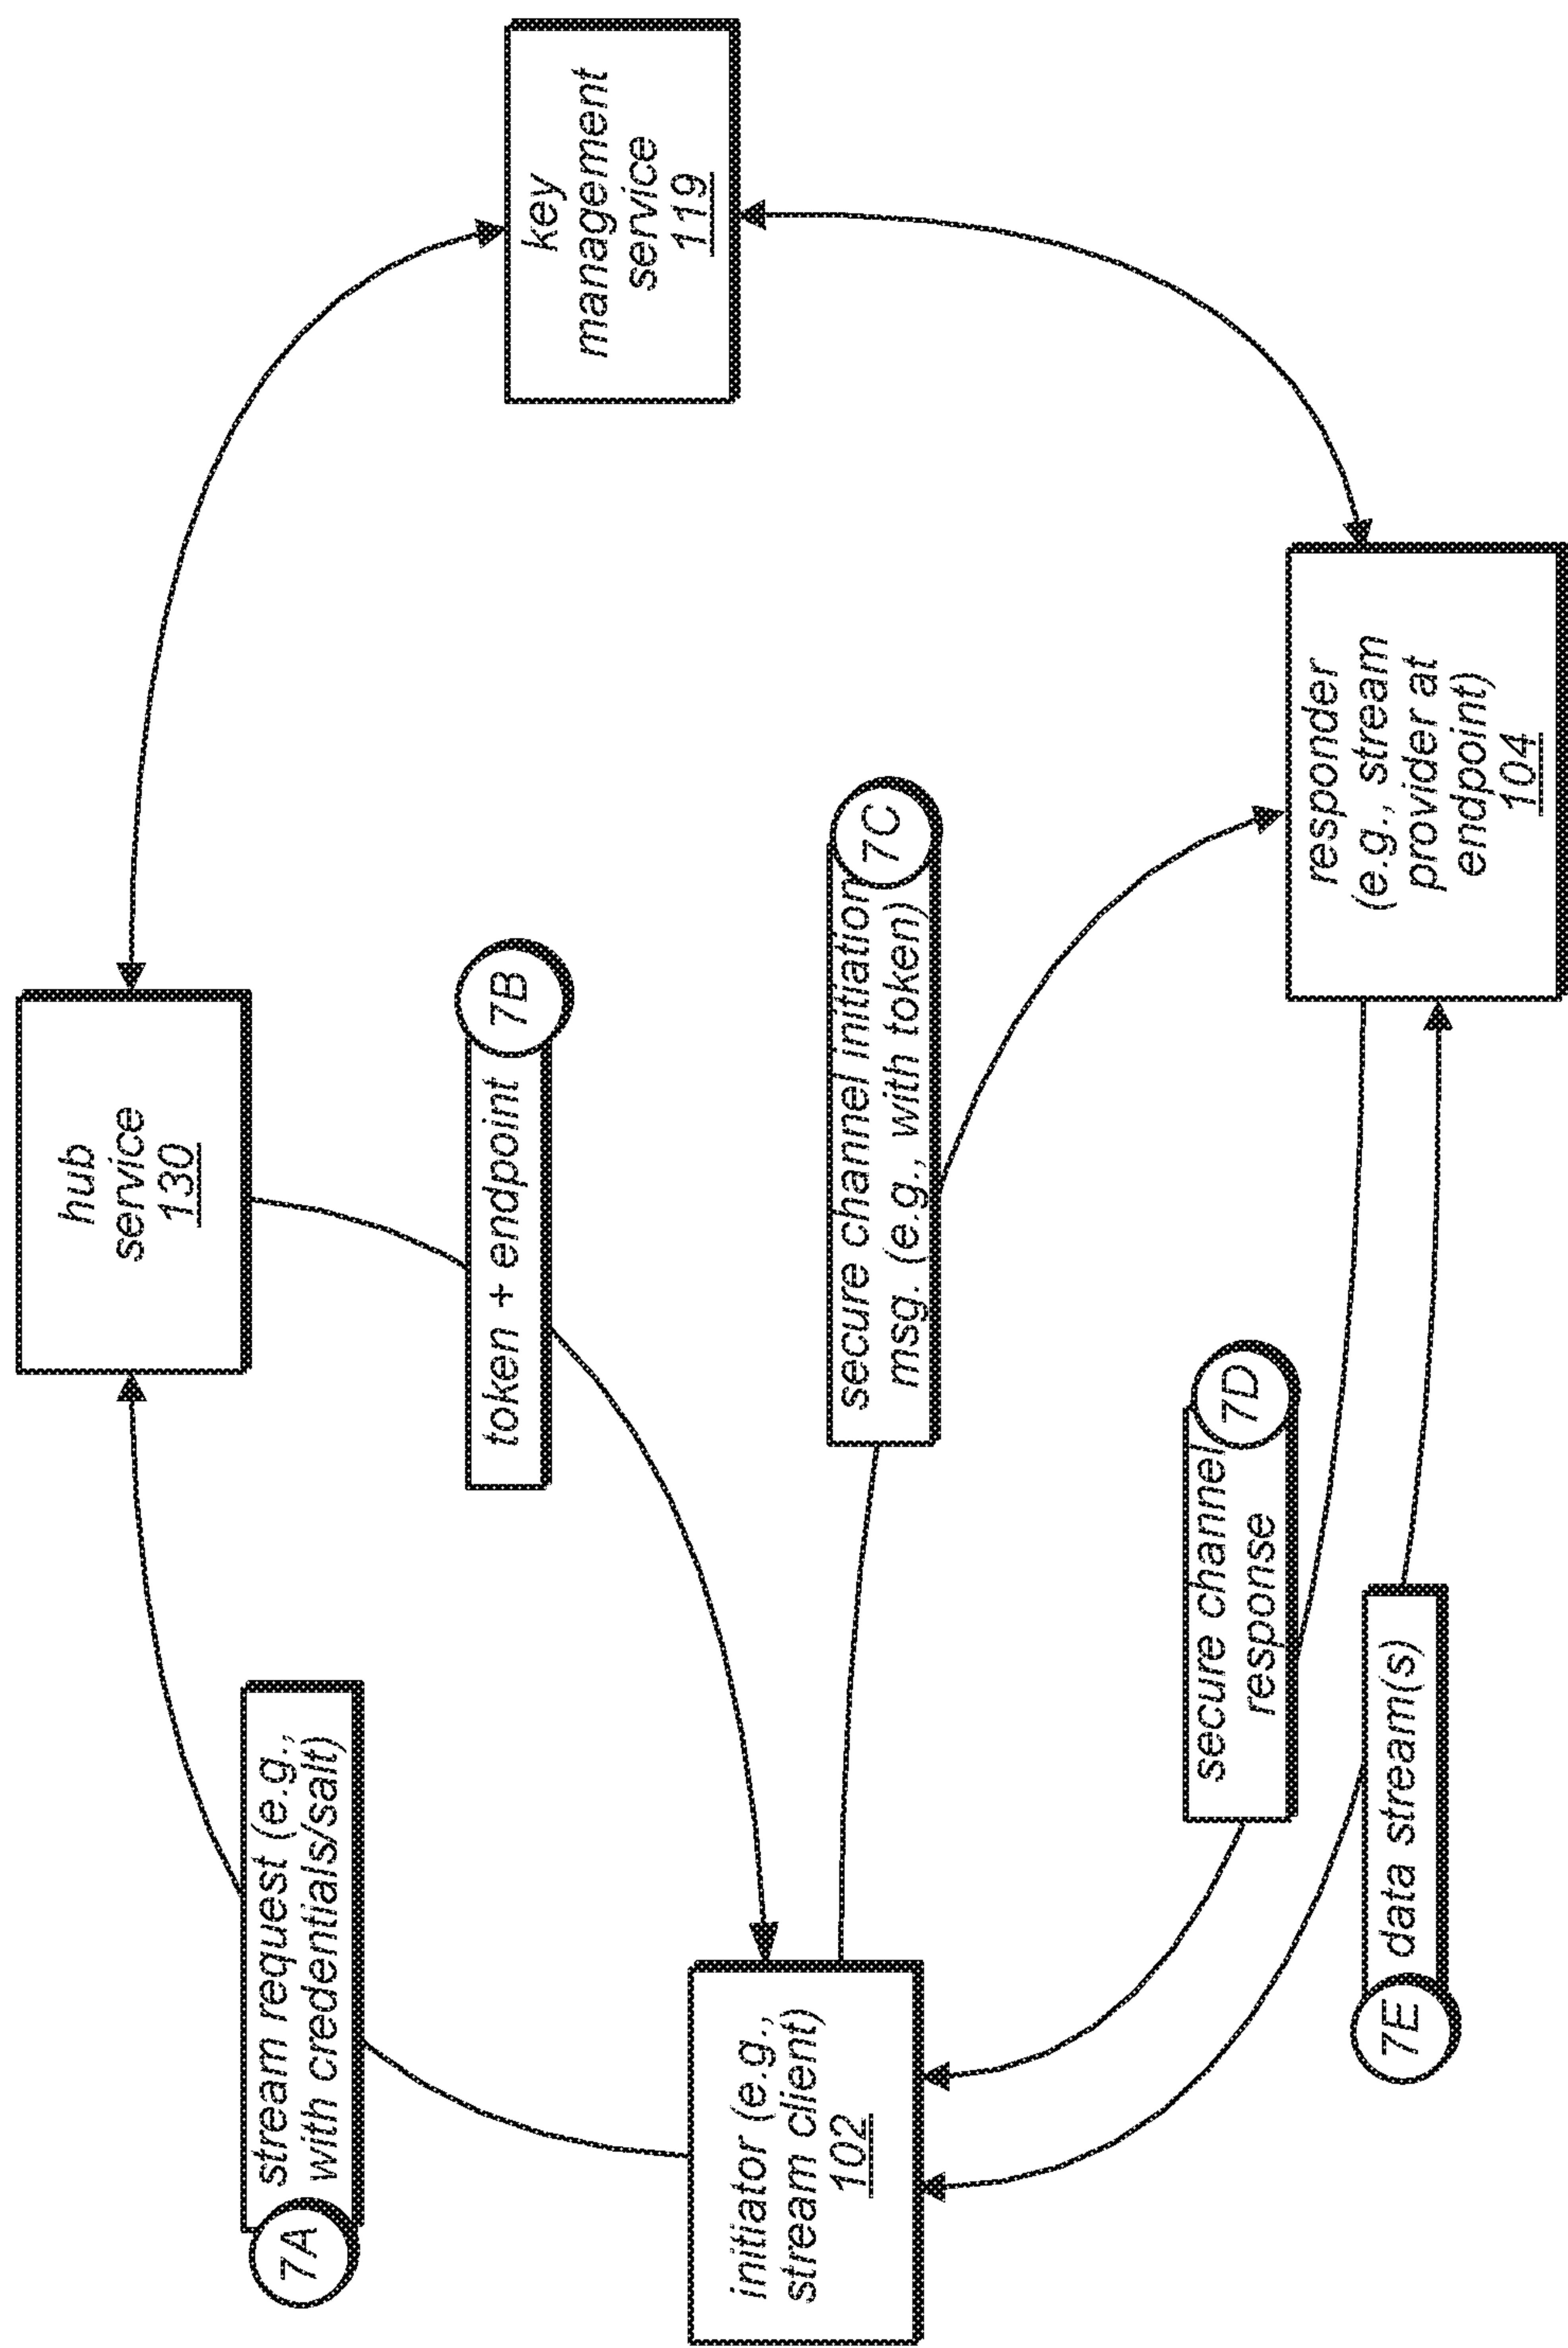 hub
service
130
key
management
service
119
7A
stream request (e.g.,
with credentials/salt)
token + endpoint
7B
initiator (e.g.,
stream client)
102
secure channel initiation
msg. (e.g., with token)
7C
secure channel
response
7D
7E
data stream(s)
responder
(e.g., stream
provider at
endpoint)
104